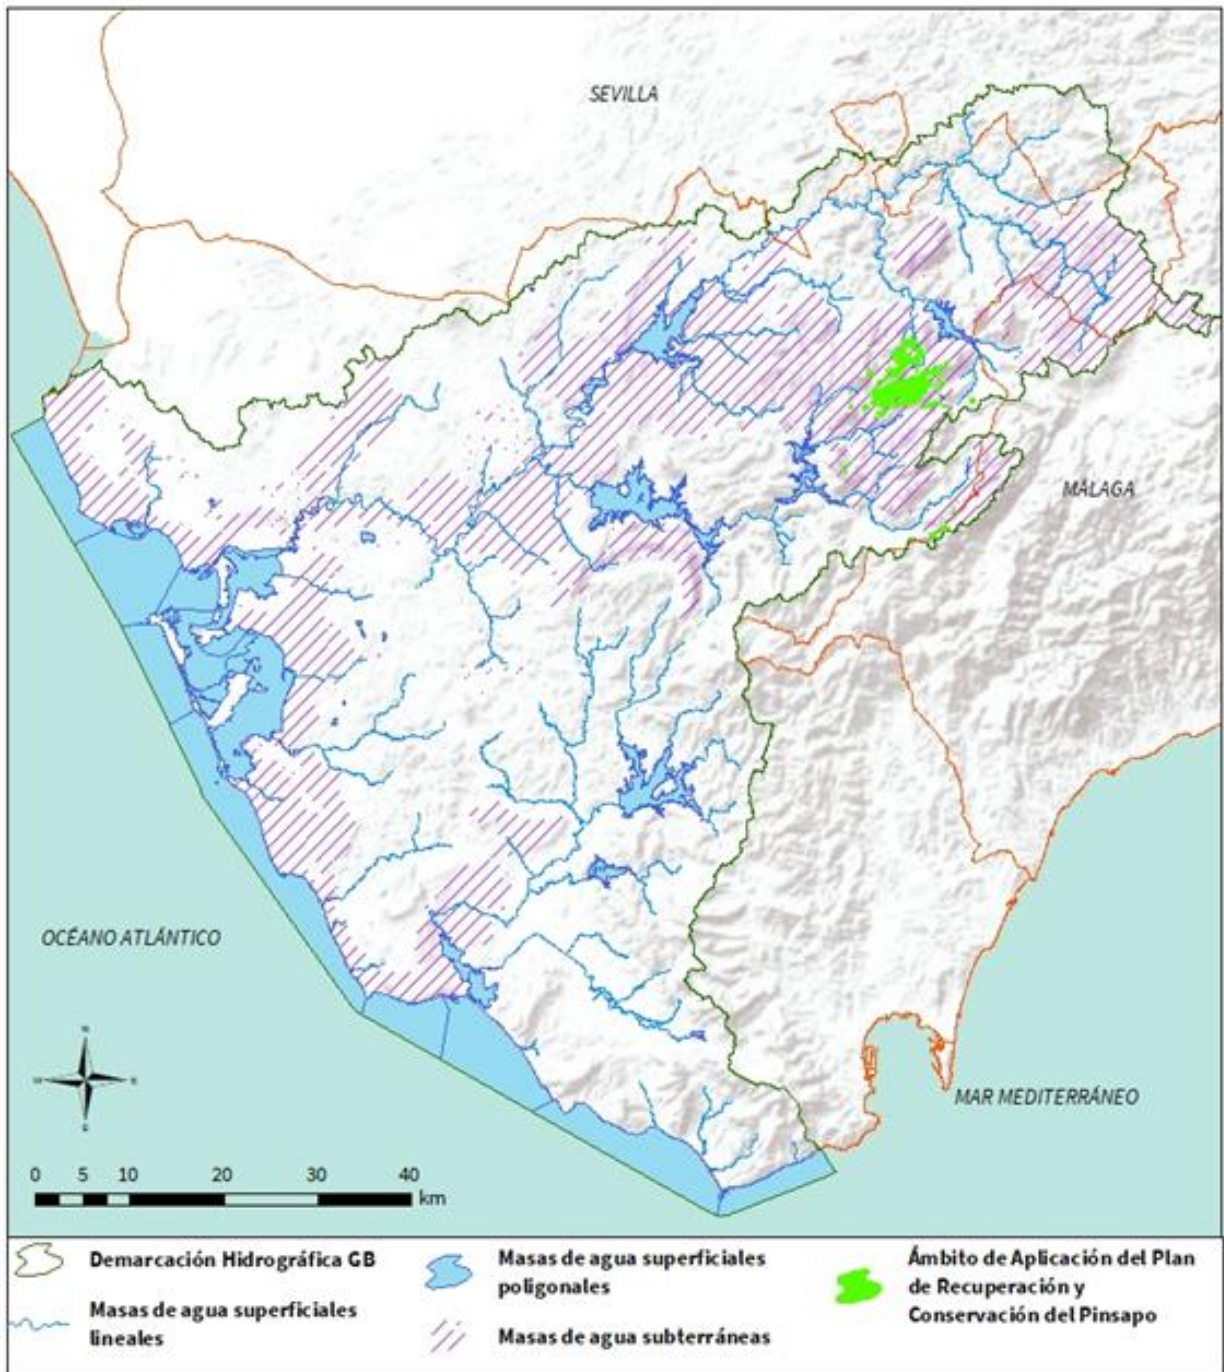 SEVILLA
MÁLAGA
OCÉANO ATLÁNTICO
MAR MEDITERRÁNEO
N
W
E
S
0 5 10 20 30 40
km
Demarcación Hidrográfica GB
Masas de agua superficiales
lineales
Masas de agua superficiales
poligonales
Masas de agua subterráneas
Ámbito de Aplicación del Plan
de Recuperación y
Conservación del Pinsapo